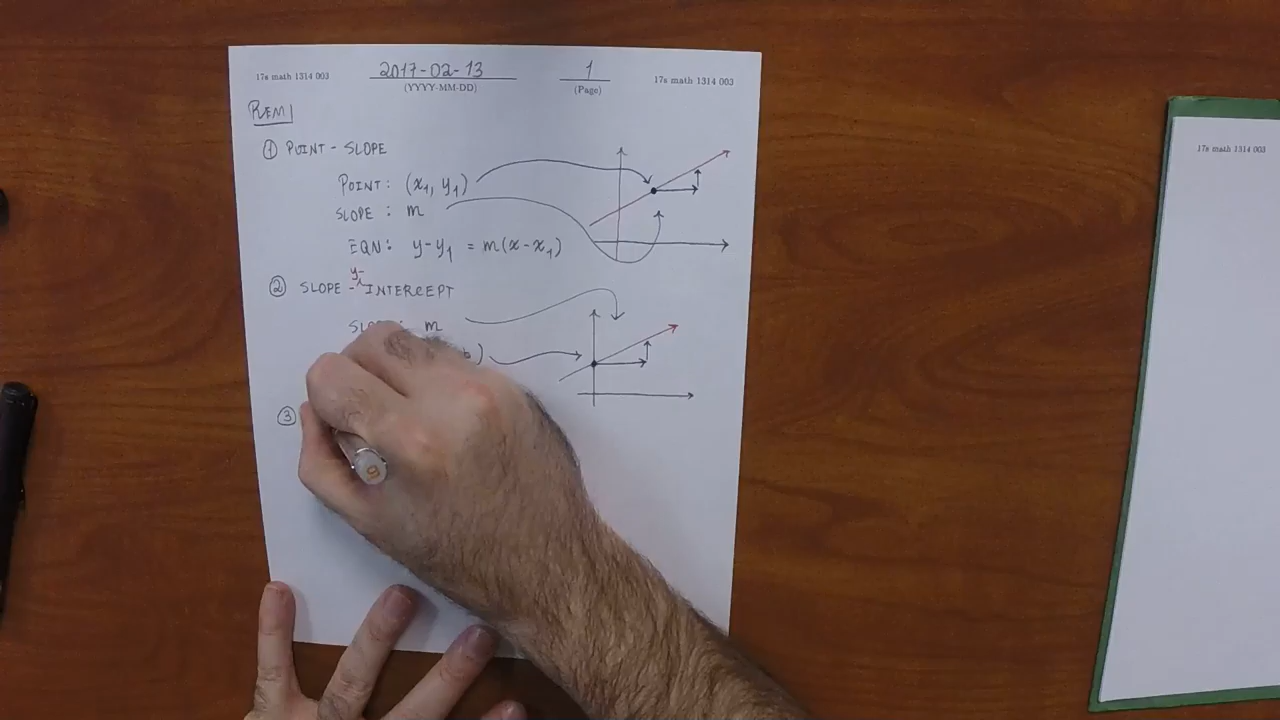 17s math 1314 003
2017-02-13
(YYYY-MM-DD)
1
(Page)
17s math 1314 003
REM
① POINT - SLOPE
POINT: (x₁, y₁)
SLOPE: m
EQN: y-y₁ = m(x-x₁)
y-
② SLOPE - INTERCEPT
m
③
17s math 1314 003